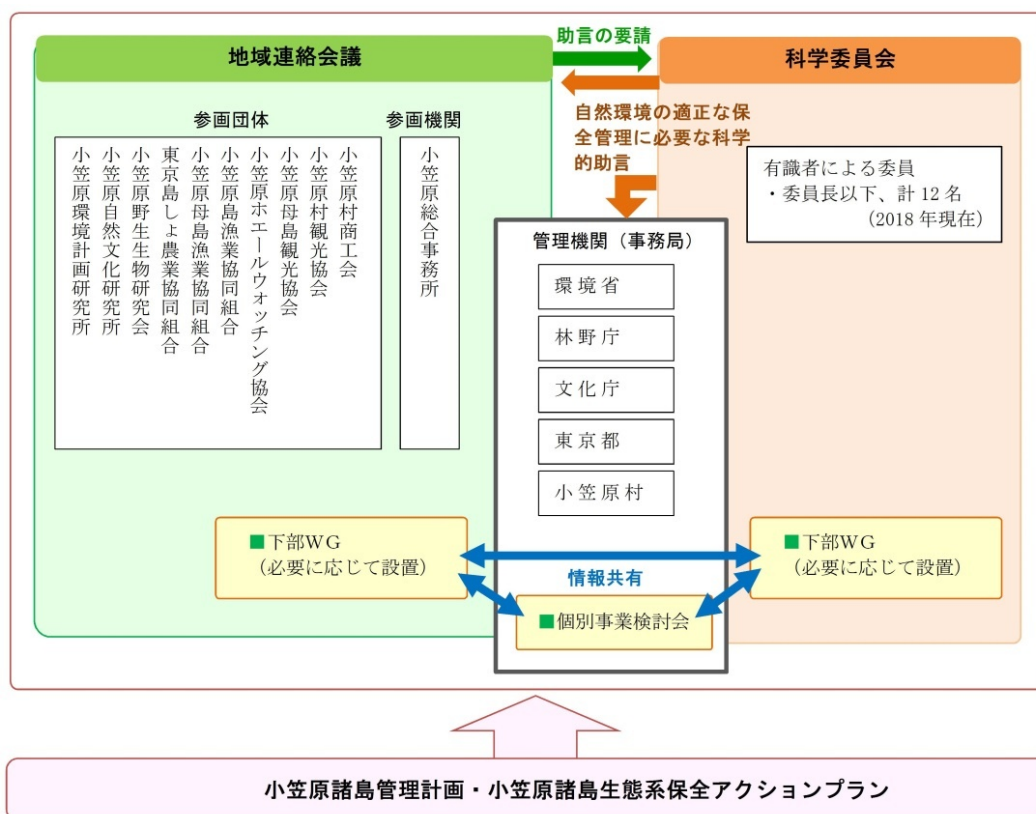 地域連絡会議
助言の要請
科学委員会
自然環境の適正な保
全管理に必要な科学
的助言
参画団体
参画機関
小笠原村商工会
小笠原村観光協会
小笠原母島観光協会
小笠原ホエールウォッチング協会
小笠原島漁業協同組合
小笠原母島漁業協同組合
東京島しょ農業協同組合
小笠原野生生物研究会
小笠原自然文化研究所
小笠原環境計画研究所
小笠原総合事務所
有識者による委員
・委員長以下、計12名
（2018年現在）
管理機関（事務局）
環境省
林野庁
文化庁
東京都
小笠原村
■下部WG
（必要に応じて設置）
情報共有
■下部WG
（必要に応じて設置）
■個別事業検討会
小笠原諸島管理計画・小笠原諸島生態系保全アクションプラン